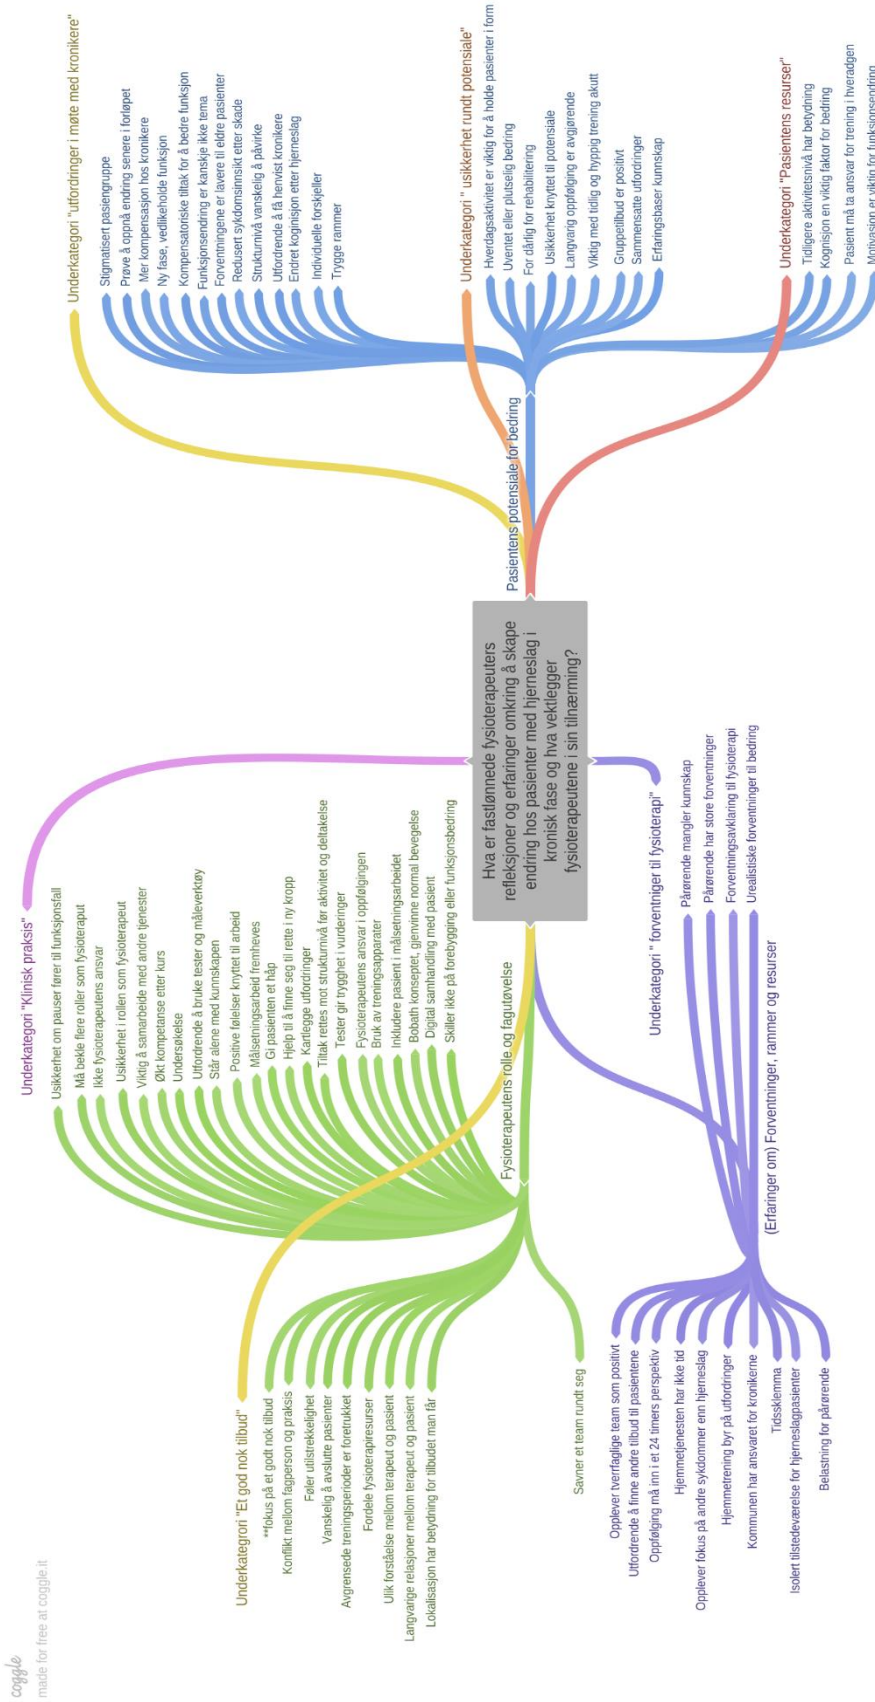 coggle
made for free at coggle.it
Underkategori "Klinisk praksis"
Usikkerhet om pauser fører til funksjonsfall
Må bekle flere roller som fysioteraput
Ikke fysioterapeutens ansvar
Usikkerhet i rollen som fysioterapeut
Viktig å samarbeide med andre tjenester
Økt kompetanse etter kurs
Undersøkelse
Utfordrende å bruke tester og måleverktøy
Står alene med kunnskapen
Positive følelser knyttet til arbeid
Målsetningsarbeid fremheves
Gi pasienten et håp
Hjelp til å finne seg til rette i ny kropp
Kartlegge utfordringer
Tiltak rettes mot strukturnivå før aktivitet og deltakelse
Tester gir trygghet i vurderinger
Fysioterapeutens ansvar i oppfølgingen
Bruk av treningsapparater
Inkludere pasient i målsetningsarbeidet
Bobath konseptet, gjenvinne normal bevegelse
Digital samhandling med pasient
Skiller ikke på forebygging eller funksjonsbedring
Fysioterapeutens rolle og fagutøvelse
Underkategrori "Et god nok tilbud"
**fokus på et godt nok tilbud
Konflikt mellom fagperson og praksis
Føler utilstrekkelighet
Vanskelig å avslutte pasienter
Avgrensede treningsperioder er foretrukket
Fordele fysioterapiresurser
Ulik forståelse mellom terapeut og pasient
Langvarige relasjoner mellom terapeut og pasient
Lokalisasjon har betydning for tilbudet man får
Savner et team rundt seg
Hva er fastlønnede fysioterapeuters
refleksjoner og erfaringer omkring å skape
endring hos pasienter med hjerneslag i
kronisk fase og hva vektlegger
fysioterapeutene i sin tilnærming?
Underkategori " forventniger til fysioterapi"
Pårørende mangler kunnskap
Pårørende har store forventninger
Forventningsavklaring til fysioterapi
Urealistiske forventninger til bedring
(Erfaringer om) Forventninger, rammer og resurser
Opplever tverrfaglige team som positivt
Utfordrende å finne andre tilbud til pasientene
Oppfølging må inn i et 24 timers perspektiv
Hjemmetjenesten har ikke tid
Opplever fokus på andre sykdommer enn hjerneslag
Hjemmetrening byr på utfordringer
Kommunen har ansvaret for kronikerne
Tidssklemma
Isolert tilstedeværelse for hjerneslagpasienter
Belastning for pårørende
Pasientens potensiale for bedring
Underkategori "utfordringer i møte med kronikere"
Stigmatisert pasiengruppe
Prøve å oppnå endring senere i forløpet
Mer kompensasjon hos kronikere
Ny fase, vedlikeholde funksjon
Kompensatoriske tiltak for å bedre funksjon
Funksjonsendring er kanskje ikke tema
Forventningene er lavere til eldre pasienter
Redusert sykdomsinnsikt etter skade
Strukturnivå vanskelig å påvirke
Utfordrende å få henvist kronikere
Endret koginisjon etter hjerneslag
Individuelle forskjeller
Trygge rammer
Underkategori " usikkerhet rundt potensiale"
Hverdagsaktivitet er viktig for å holde pasienter i form
Uventet eller plutselig bedring
For dårlig for rehabilitering
Usikkerhet knyttet til potensiale
Langvarig oppfølging er avgjørende
Viktig med tidlig og hyppig trening akutt
Gruppetilbud er positivt
Sammensatte utfordringer
Erfaringsbaser kunnskap
Underkategori "Pasientens resurser"
Tidligere aktivitetsnivå har betydning
Kognisjon en viktig faktor for bedring
Pasient må ta ansvar for trening i hveradgen
Motivasjon er viktig for funksjonsendring